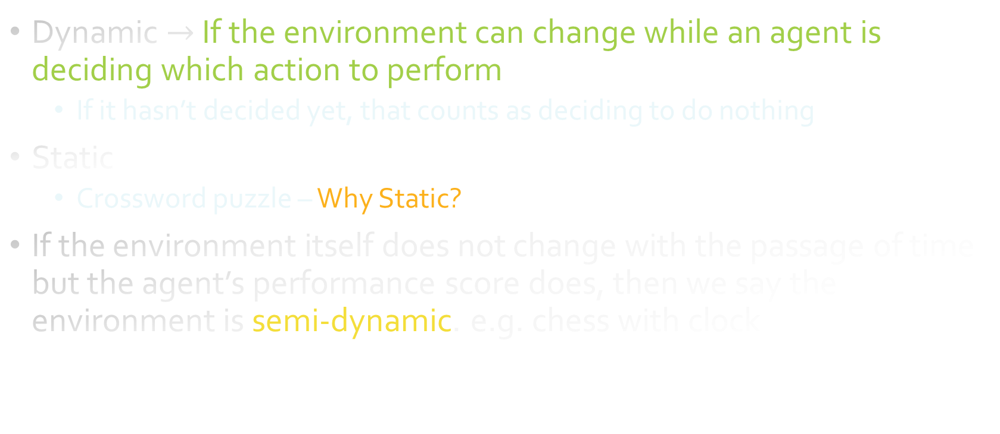 • Dynamic → If the environment can change while an agent is
deciding which action to perform
• If it hasn’t decided yet, that counts as deciding to do nothing
• Static
• Crossword puzzle – Why Static?
• If the environment itself does not change with the passage of time
but the agent’s performance score does, then we say the
environment is semi-dynamic. e.g. chess with clock